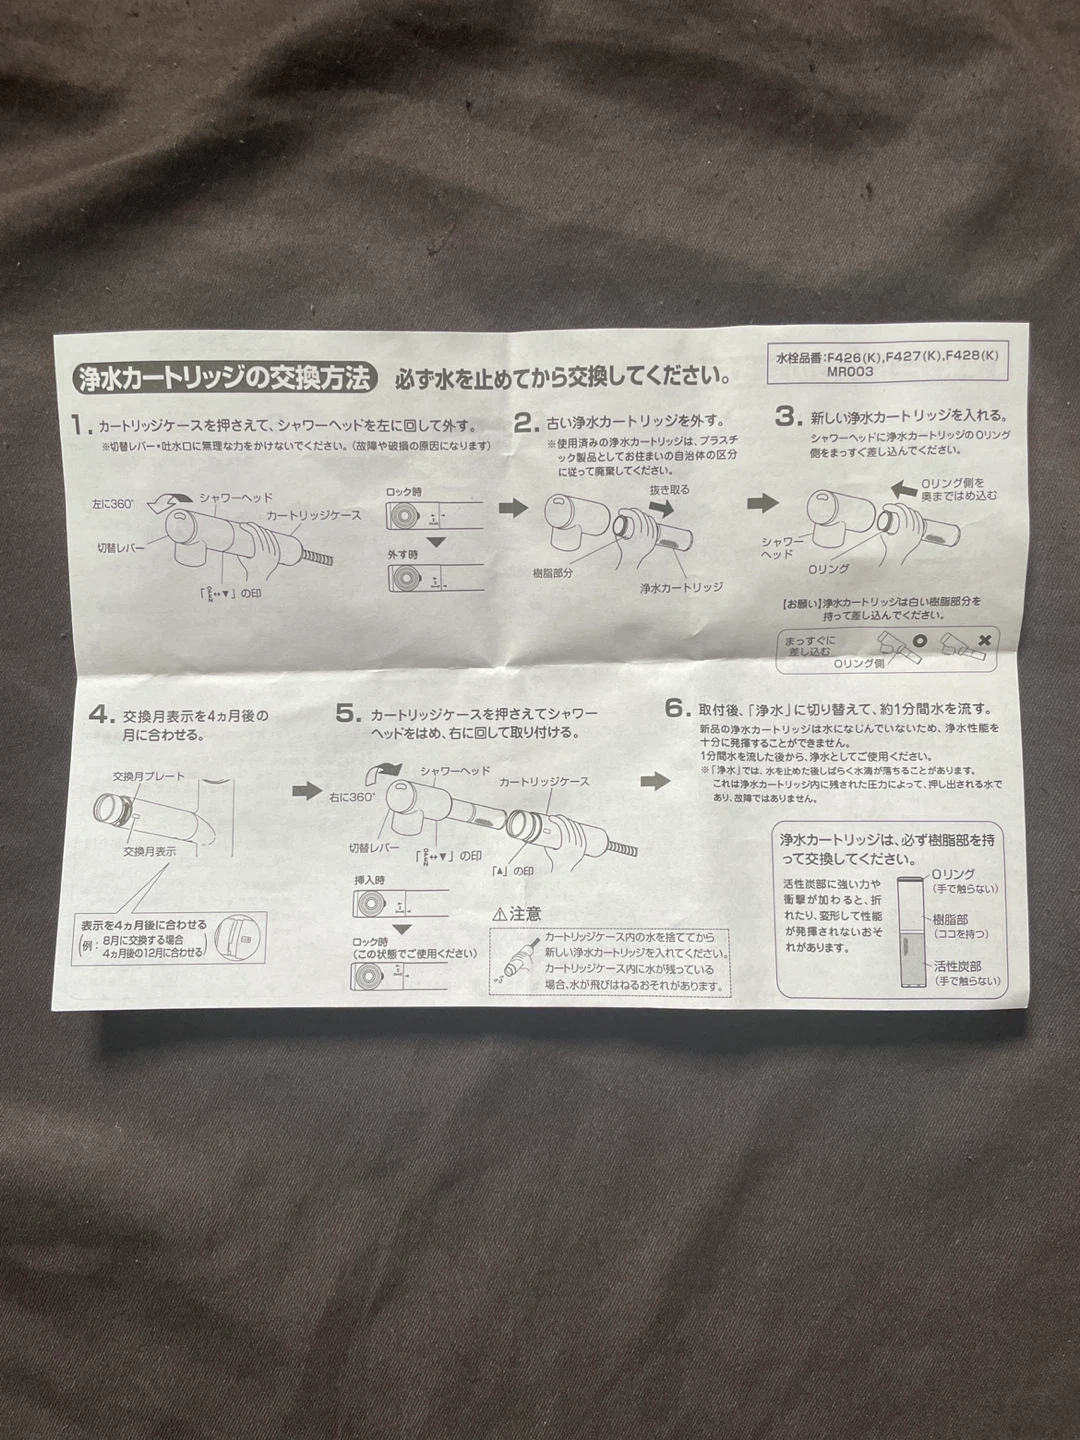 浄水カートリッジの交換方法 必ず水を止めてから交換してください。
水栓品番:F426(K),F427(K),F428(K)
MR003
1. カートリッジケースを押さえて、シャワーヘッドを左に回して外す。
※切替レバー・吐水口に無理な力をかけないでください。(故障や破損の原因になります)
左に360°
シャワーヘッド
カートリッジケース
切替レバー
「OPEN↔▼」の印
ロック時
外す時
2. 古い浄水カートリッジを外す。
※使用済みの浄水カートリッジは、プラスチ
ック製品としてお住まいの自治体の区分
に従って廃棄してください。
抜き取る
樹脂部分
浄水カートリッジ
3. 新しい浄水カートリッジを入れる。
シャワーヘッドに浄水カートリッジのOリング
側をまっすぐ差し込んでください。
Oリング側を
奥まではめ込む
シャワー
ヘッド
Oリング
【お願い】浄水カートリッジは白い樹脂部分を
持って差し込んでください。
まっすぐに
差し込む
Oリング側
4. 交換月表示を4ヵ月後の
月に合わせる。
交換月プレート
交換月表示
表示を4ヵ月後に合わせる
(例: 8月に交換する場合
4ヵ月後の12月に合わせる)
5. カートリッジケースを押さえてシャワー
ヘッドをはめ、右に回して取り付ける。
右に360°
シャワーヘッド
カートリッジケース
切替レバー
「OPEN↔▼」の印
「▲」の印
挿入時
ロック時
(この状態でご使用ください)
⚠注意
カートリッジケース内の水を捨ててから
新しい浄水カートリッジを入れてください。
カートリッジケース内に水が残っている
場合、水が飛びはねるおそれがあります。
6. 取付後、「浄水」に切り替えて、約1分間水を流す。
新品の浄水カートリッジは水になじんでいないため、浄水性能を
十分に発揮することができません。
1分間水を流した後から、浄水としてご使用ください。
※「浄水」では、水を止めた後しばらく水滴が落ちることがあります。
これは浄水カートリッジ内に残された圧力によって、押し出される水で
あり、故障ではありません。
浄水カートリッジは、必ず樹脂部を持
って交換してください。
活性炭部に強い力や
衝撃が加わると、折
れたり、変形して性能
が発揮されないおそ
れがあります。
Oリング
(手で触らない)
樹脂部
(ココを持つ)
活性炭部
(手で触らない)